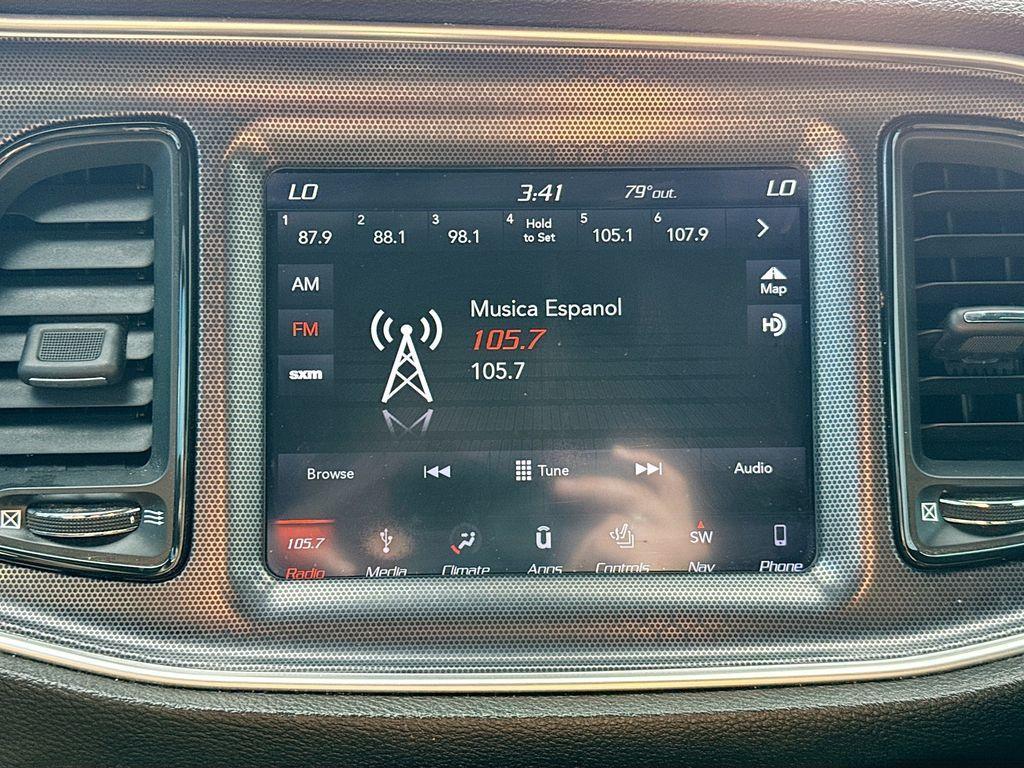 LO 3:41 79°out. LO
1 87.9 2 88.1 3 98.1 4 Hold to Set 5 105.1 6 107.9
AM
Map
Musica Espanol
FM
105.7
HD
105.7
sxm
Browse Tune Audio
105.7 SW
Radio Media Climate Apps Controls Nav Phone